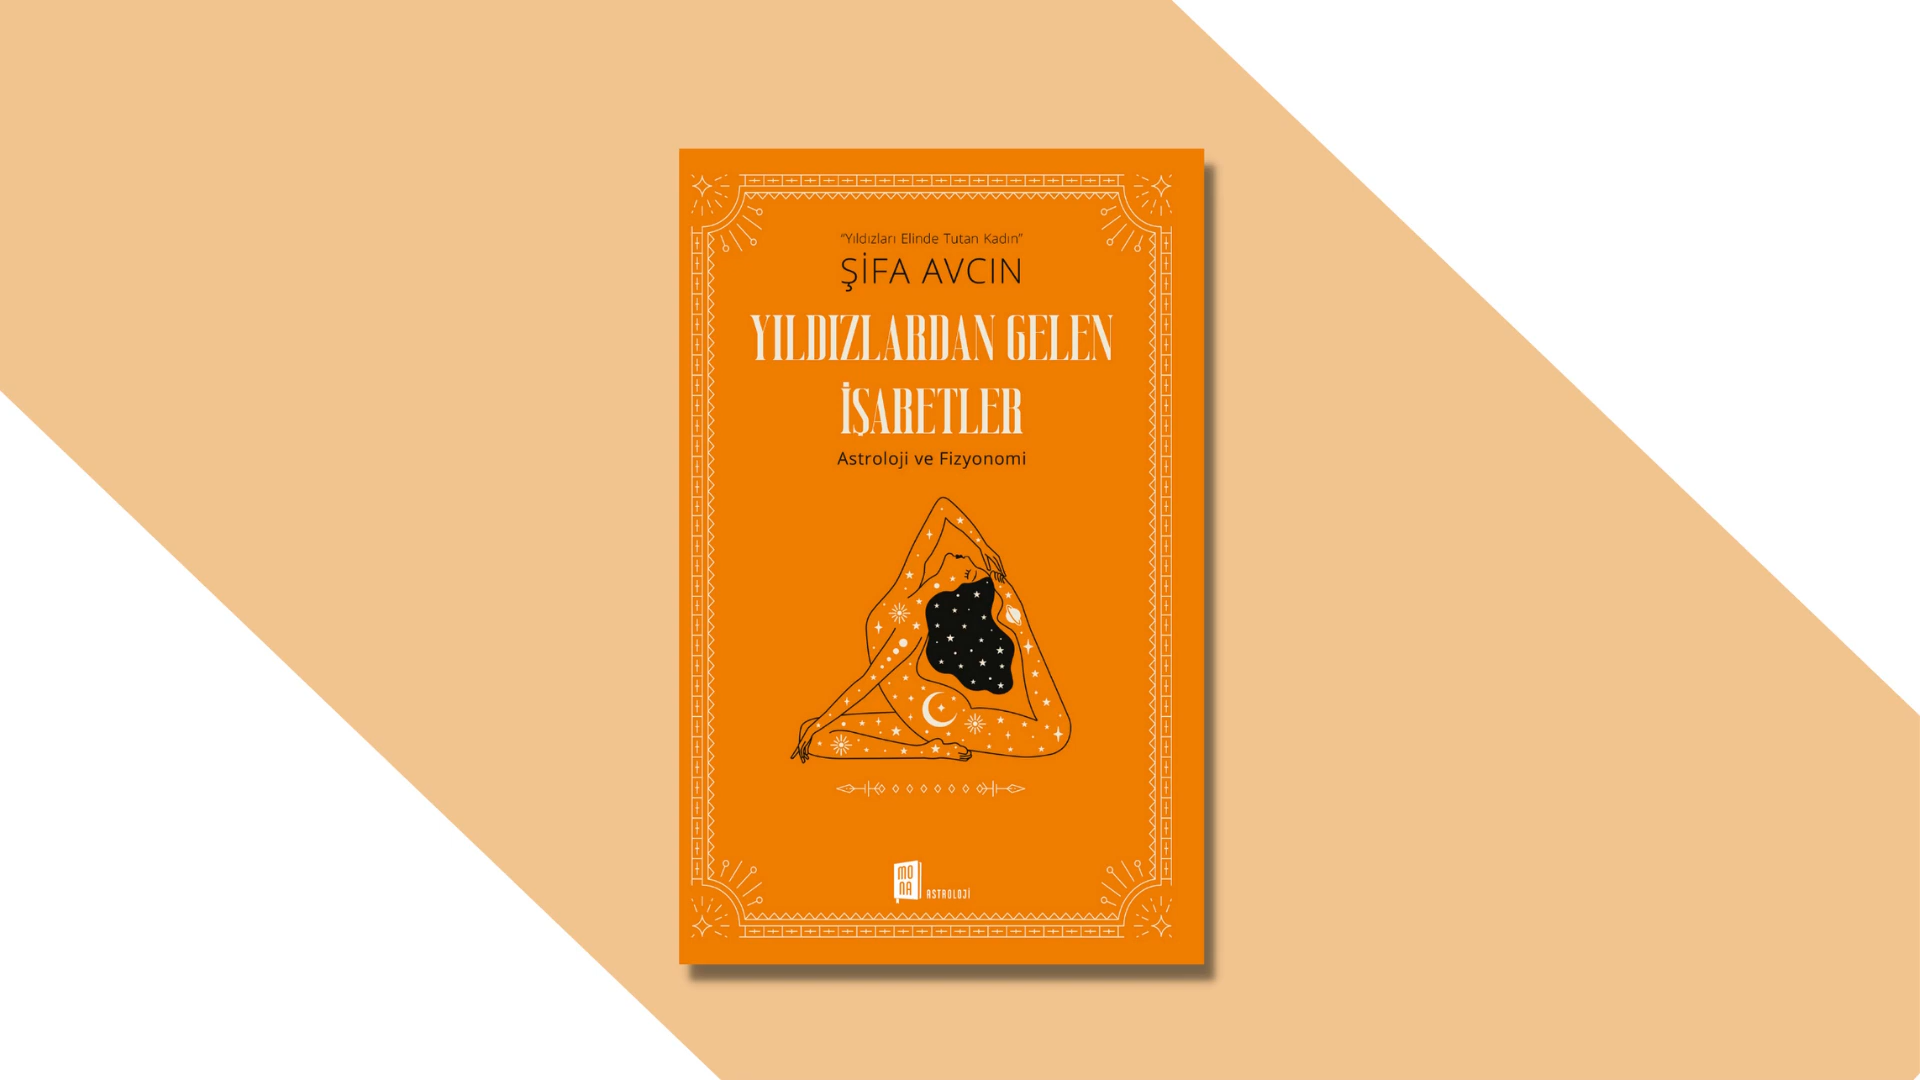 "Yıldızları Elinde Tutan Kadın"
ŞİFA AVCIN
YILDIZLARDAN GELEN
İŞARETLER
Astroloji ve Fizyonomi
MO
NA
ASTROLOJİ